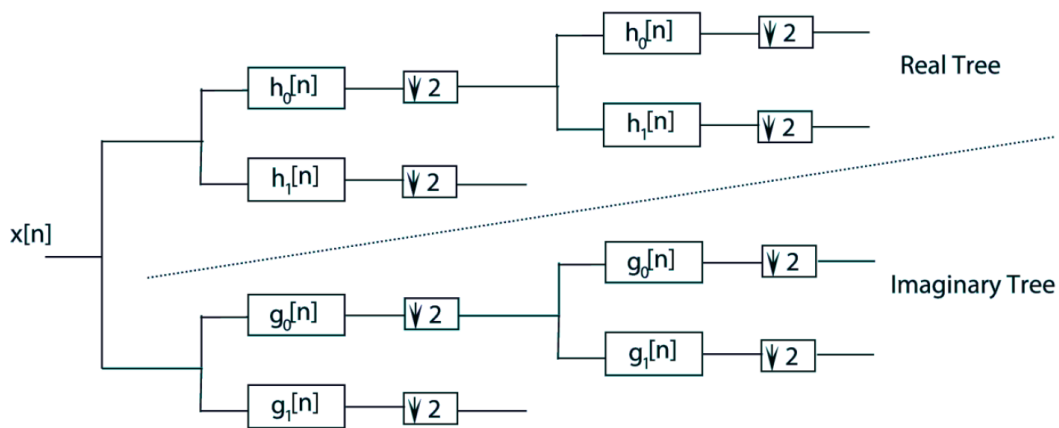 h₀[n] 2
Real Tree
h₀[n] 2
h₁[n] 2
h₁[n] 2
x[n]
g₀[n] 2
Imaginary Tree
g₀[n] 2
g₁[n] 2
g₁[n] 2